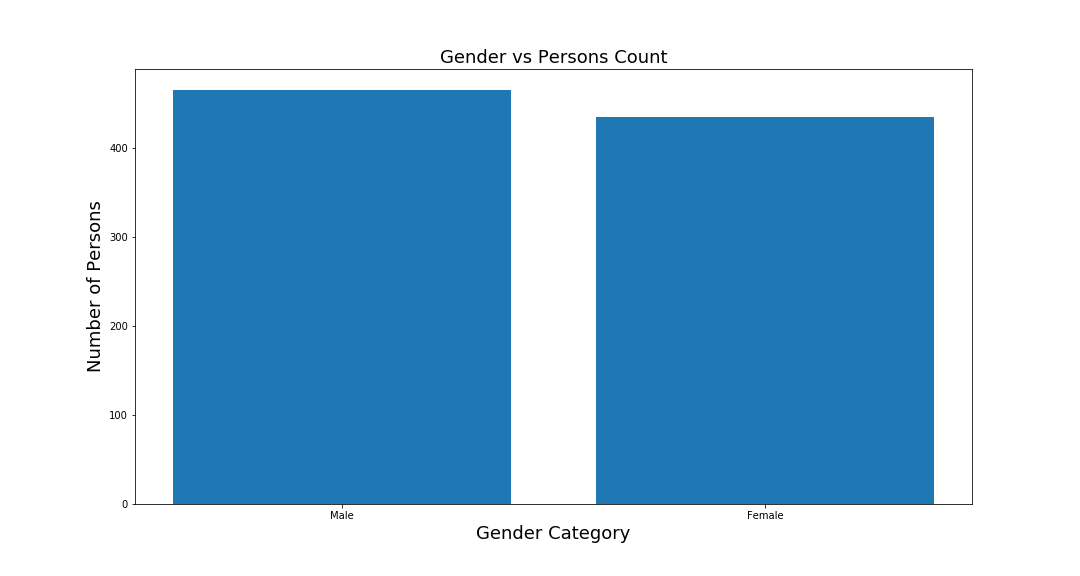 Gender vs Persons Count
Number of Persons
400
300
200
100
0
Male
Female
Gender Category